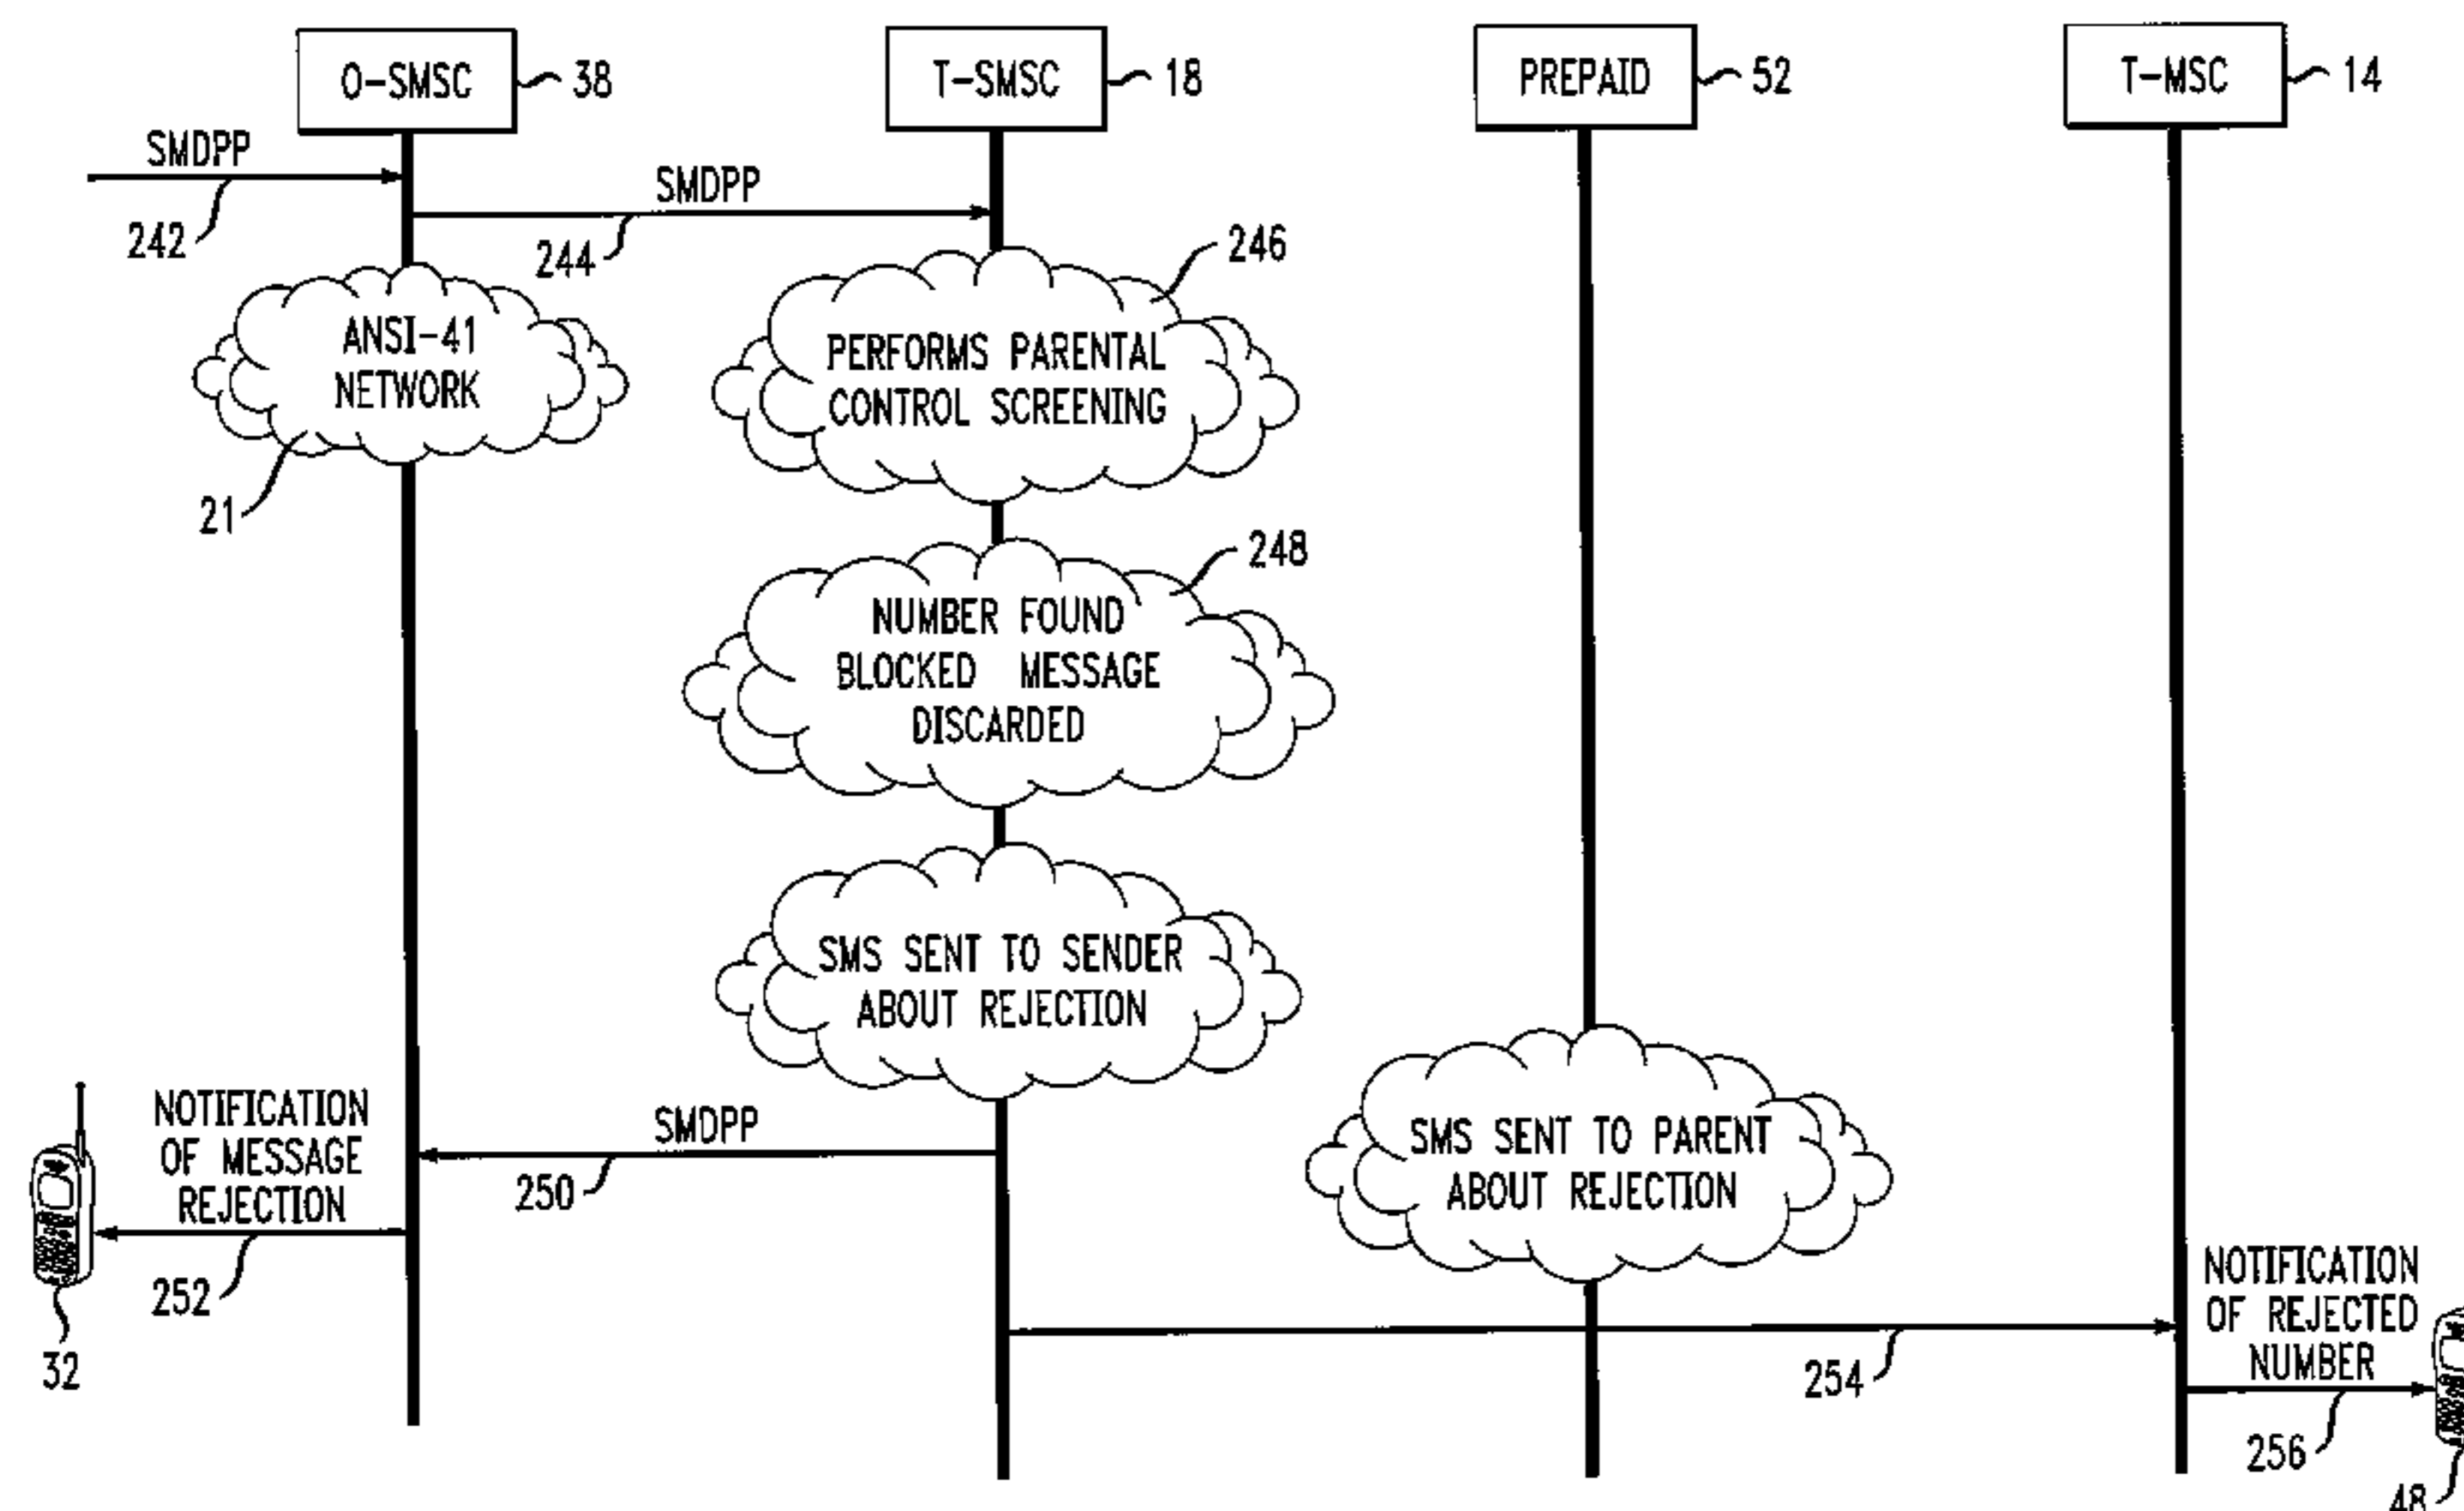 O-SMSC
38
T-SMSC
18
PREPAID
52
T-MSC
14
SMDPP
242
SMDPP
244
ANSI-41
NETWORK
21
246
PERFORMS PARENTAL
CONTROL SCREENING
248
NUMBER FOUND
BLOCKED MESSAGE
DISCARDED
SMS SENT TO SENDER
ABOUT REJECTION
SMS SENT TO PARENT
ABOUT REJECTION
NOTIFICATION
OF MESSAGE
REJECTION
252
32
SMDPP
250
254
NOTIFICATION
OF REJECTED
NUMBER
256
48